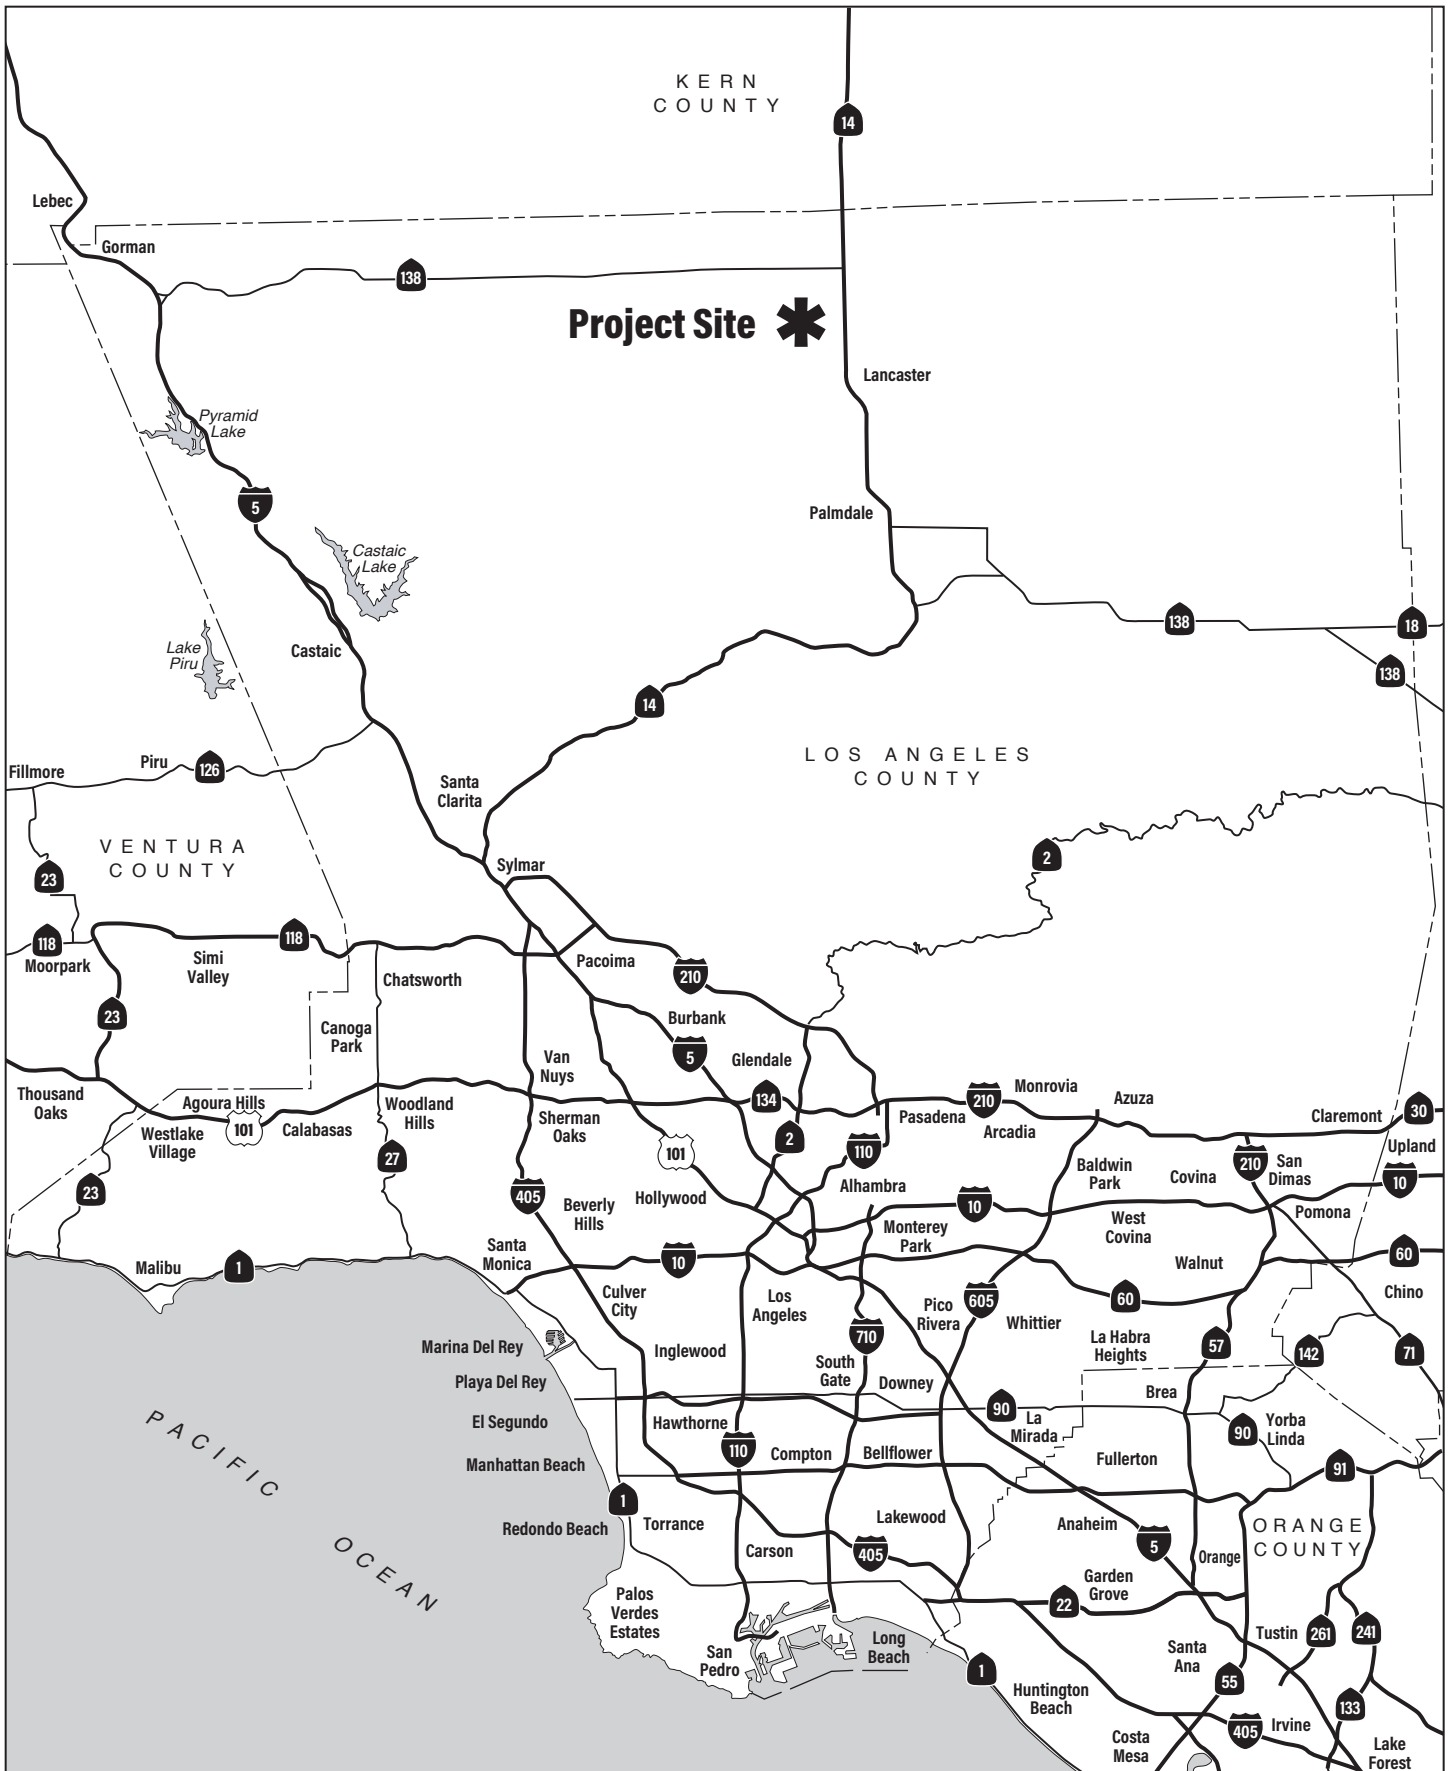 KERN
COUNTY
14
Lebec
Gorman
138
Project Site
Lancaster
Pyramid
Lake
5
Palmdale
Castaic
Lake
138
18
Lake
Piru
Castaic
138
14
LOS ANGELES
COUNTY
Fillmore
Piru
126
Santa
Clarita
VENTURA
COUNTY
2
23
Sylmar
118
118
Moorpark
Simi
Valley
Chatsworth
Pacoima
210
23
Canoga
Park
Burbank
5
Glendale
Van
Nuys
Thousand
Oaks
Agoura Hills
101
Westlake
Village
Calabasas
Woodland
Hills
Sherman
Oaks
134
210
Monrovia
Azuza
Pasadena
Arcadia
Claremont
30
Upland
2
110
101
27
23
405
Beverly
Hills
Hollywood
Alhambra
Baldwin
Park
Covina
210
San
Dimas
10
10
Monterey
Park
West
Covina
Pomona
Santa
Monica
10
Malibu
1
Walnut
60
Chino
Culver
City
Los
Angeles
Pico
Rivera
605
Whittier
60
Marina Del Rey
Inglewood
710
South
Gate
Downey
La Habra
Heights
57
142
71
Playa Del Rey
Brea
El Segundo
Hawthorne
90
La
Mirada
90
Yorba
Linda
110
Compton
Bellflower
Fullerton
Manhattan Beach
91
1
Torrance
Redondo Beach
Lakewood
Anaheim
5
ORANGE
COUNTY
Carson
405
Orange
Garden
Grove
22
Palos
Verdes
Estates
San
Pedro
Long
Beach
Tustin
261
241
Santa
Ana
1
55
Huntington
Beach
133
405
Irvine
Costa
Mesa
Lake
Forest
PACIFIC
OCEAN